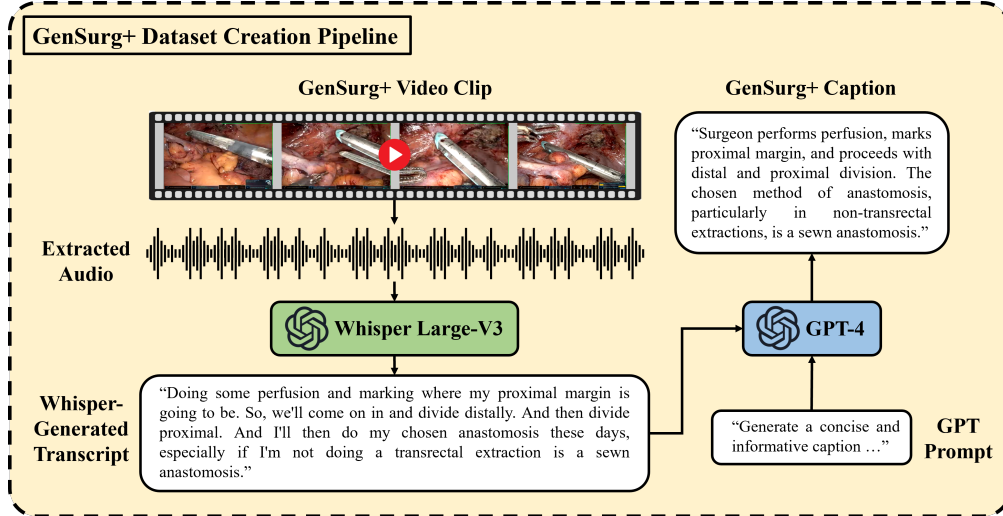 GenSurg+ Dataset Creation Pipeline
GenSurg+ Video Clip
Extracted
Audio
Whisper Large-V3
Whisper-
Generated
Transcript
“Doing some perfusion and marking where my proximal margin is
going to be. So, we'll come on in and divide distally. And then divide
proximal. And I'll then do my chosen anastomosis these days,
especially if I'm not doing a transrectal extraction is a sewn
anastomosis.”
GenSurg+ Caption
“Surgeon performs perfusion, marks
proximal margin, and proceeds with
distal and proximal division. The
chosen method of anastomosis,
particularly in non-transrectal
extractions, is a sewn anastomosis.”
GPT-4
“Generate a concise and
informative caption …”
GPT
Prompt